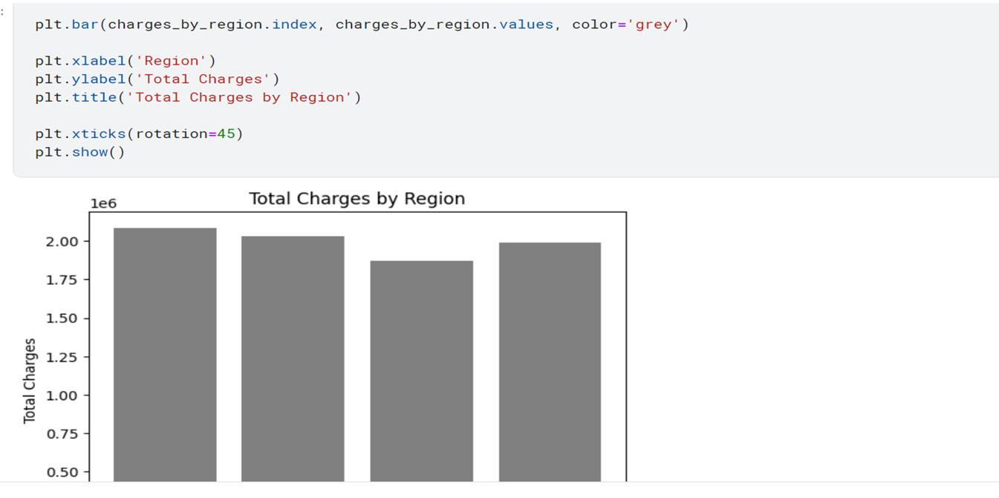 :
plt.bar(charges_by_region.index, charges_by_region.values, color='grey')
plt.xlabel('Region')
plt.ylabel('Total Charges')
plt.title('Total Charges by Region')
plt.xticks(rotation=45)
plt.show()
Total Charges by Region
1e6
2.00
1.75
1.50
1.25
1.00
0.75
0.50
Total Charges